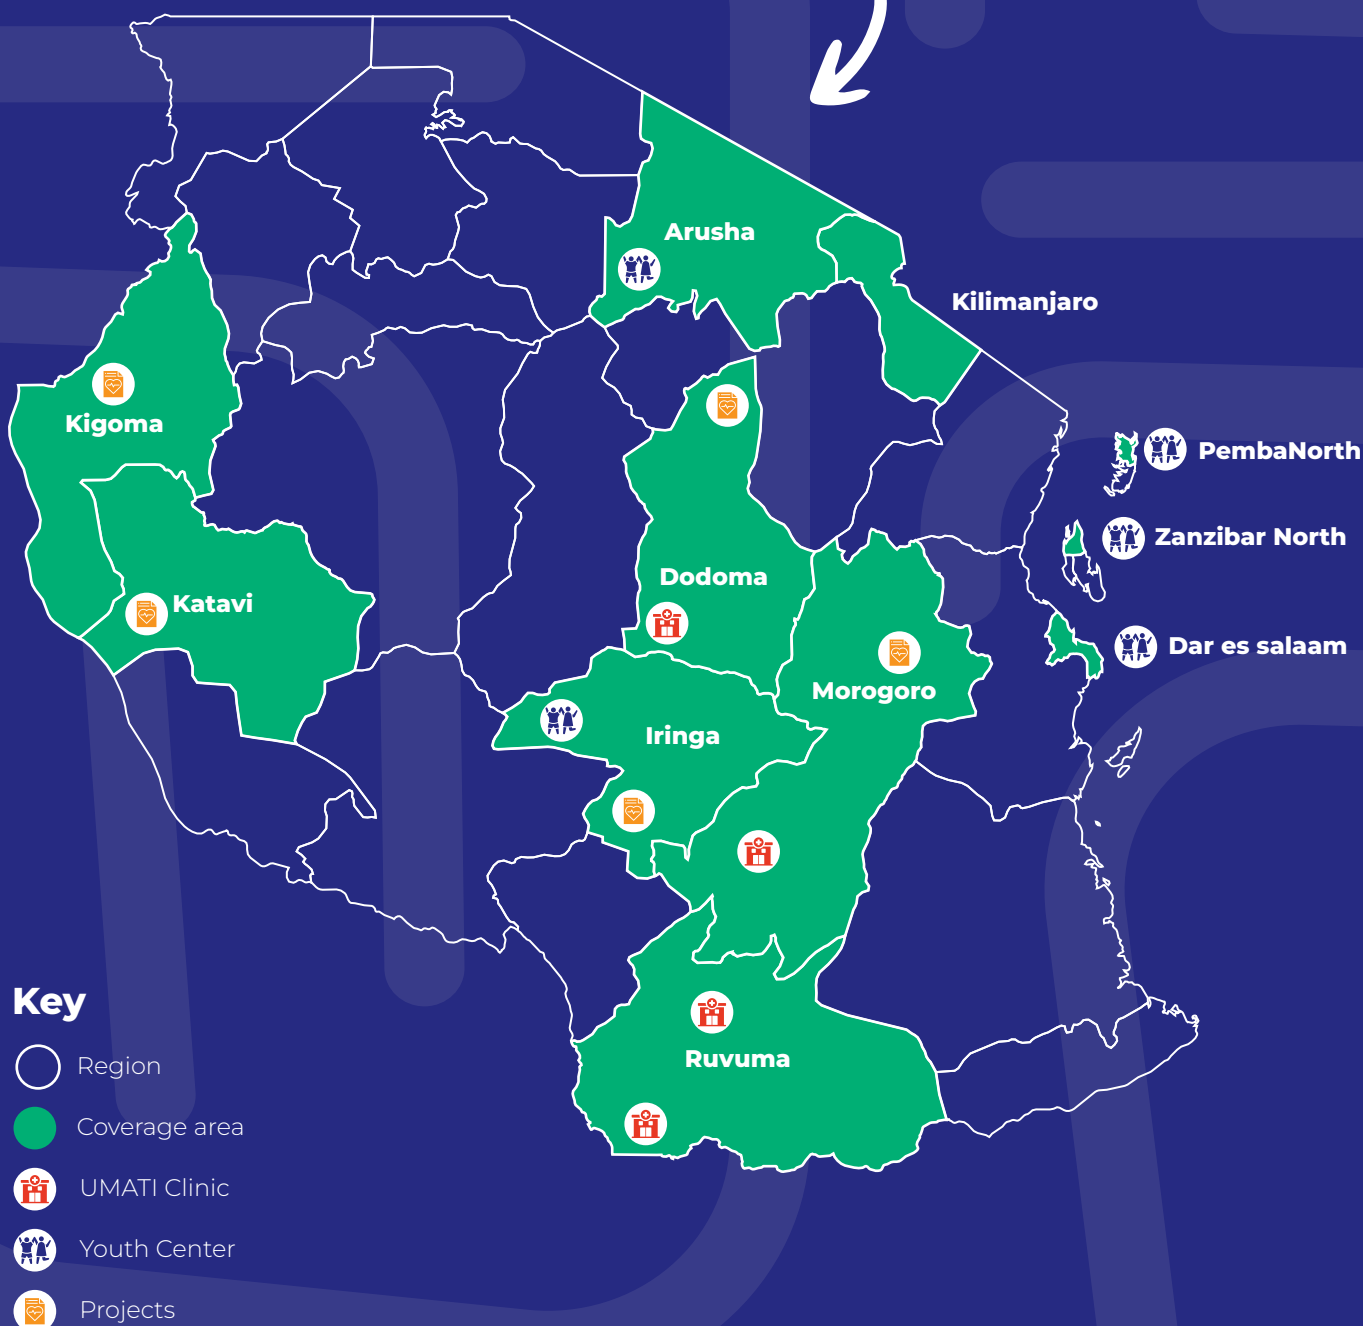 Arusha
Kilimanjaro
Kigoma
PembaNorth
Zanzibar North
Dodoma
Katavi
Dar es salaam
Morogoro
Iringa
Ruvuma
Key
Region
Coverage area
UMATI Clinic
Youth Center
Projects